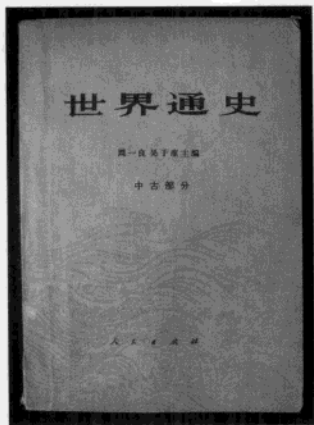 世界通史
周一良 吴于廑主编
中古部分
人民出版社